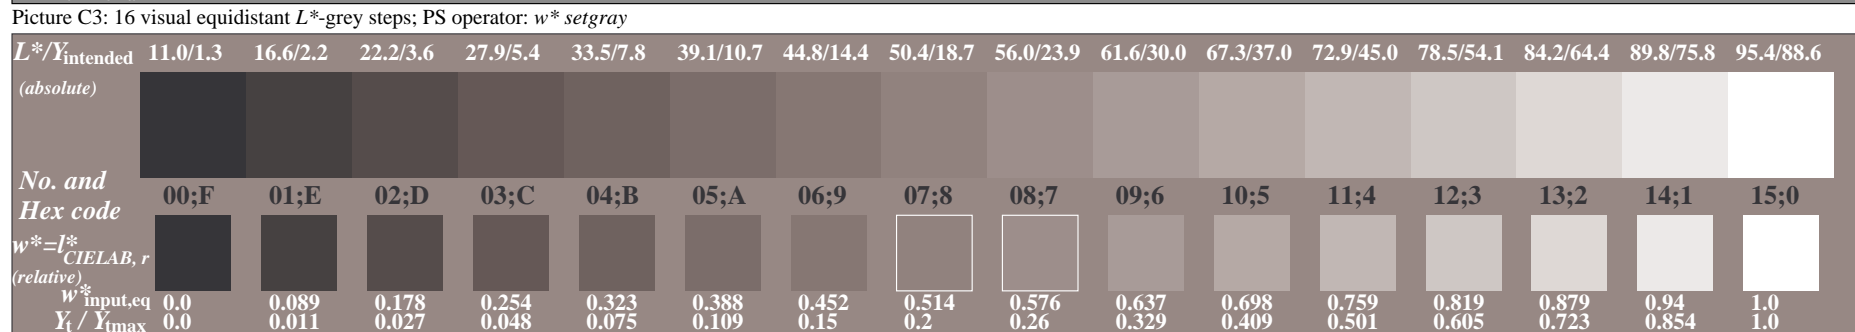 Picture C3: 16 visual equidistant L*-grey steps; PS operator: w* setgray
L*/Yintended 11.0/1.3 16.6/2.2 22.2/3.6 27.9/5.4 33.5/7.8 39.1/10.7 44.8/14.4 50.4/18.7 56.0/23.9 61.6/30.0 67.3/37.0 72.9/45.0 78.5/54.1 84.2/64.4 89.8/75.8 95.4/88.6
(absolute)
No. and
Hex code
00;F 01;E 02;D 03;C 04;B 05;A 06;9 07;8 08;7 09;6 10;5 11;4 12;3 13;2 14;1 15;0
w*=l*CIELAB, r
(relative)
w*input,eq 0.0 0.089 0.178 0.254 0.323 0.388 0.452 0.514 0.576 0.637 0.698 0.759 0.819 0.879 0.94 1.0
Yt / Ytmax 0.0 0.011 0.027 0.048 0.075 0.109 0.15 0.2 0.26 0.329 0.409 0.501 0.605 0.723 0.854 1.0